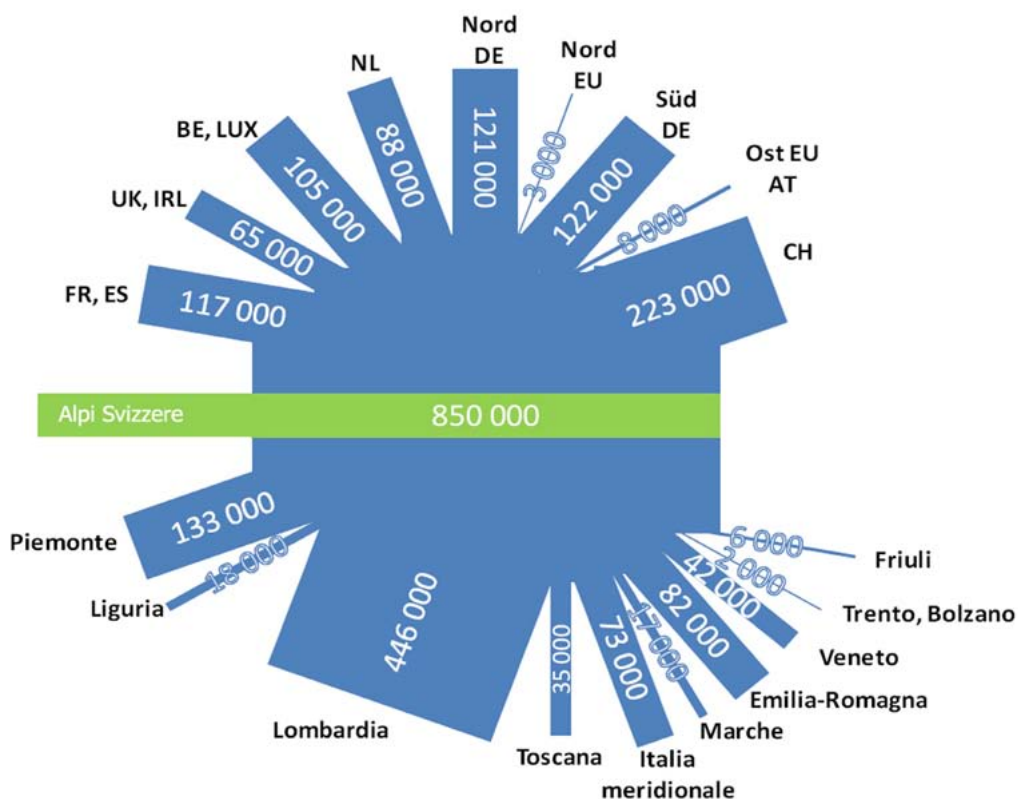 Nord
DE
Nord
EU
NL
Süd
DE
BE, LUX
Ost EU
AT
UK, IRL
CH
FR, ES
121 000
3 000
88 000
122 000
105 000
8 000
65 000
223 000
117 000
Alpi Svizzere
850 000
133 000
Piemonte
18 000
Liguria
446 000
Lombardia
35 000
Toscana
73 000
Italia
meridionale
17 000
Marche
82 000
Emilia-Romagna
42 000
Veneto
2 000
Trento, Bolzano
6 000
Friuli